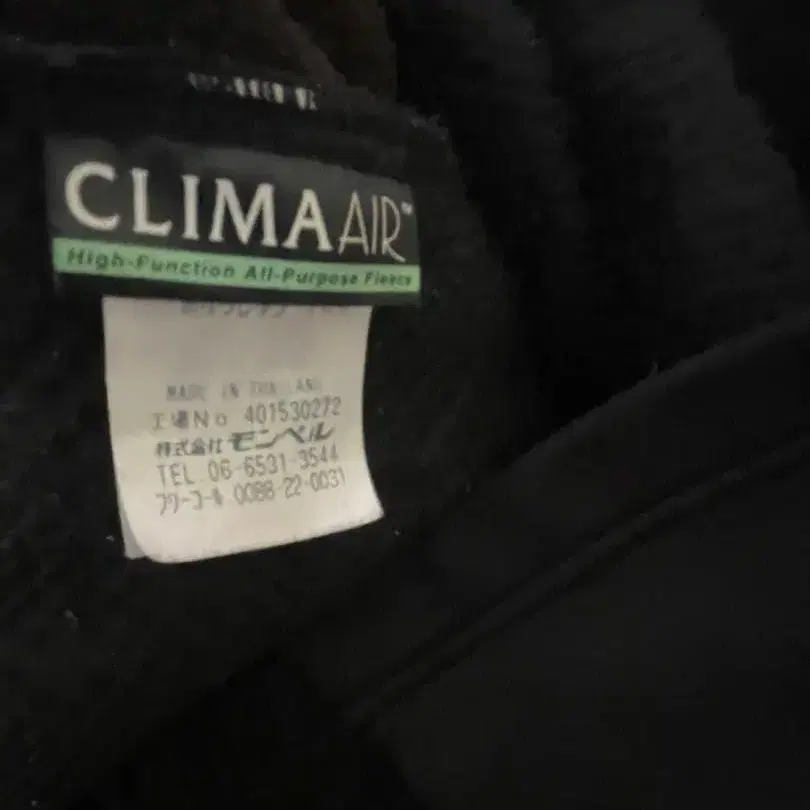 CLIMAAIR™
High-Function All-Purpose Fleece
MADE IN THAILAND
工場No 401530272
株式会社 モンベル
TEL 06-6531-3544
フリーコール 0088-22-0031